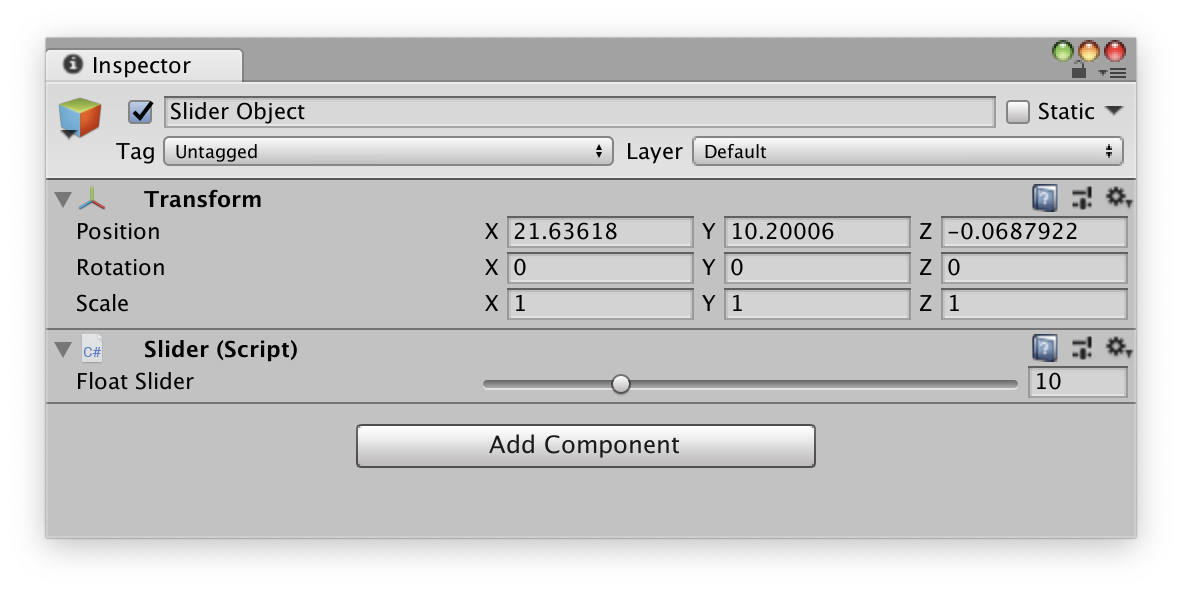 Inspector
Slider Object Static
Tag Untagged Layer Default
Transform
Position X 21.63618 Y 10.20006 Z -0.0687922
Rotation X 0 Y 0 Z 0
Scale X 1 Y 1 Z 1
C# Slider (Script)
Float Slider 10
Add Component